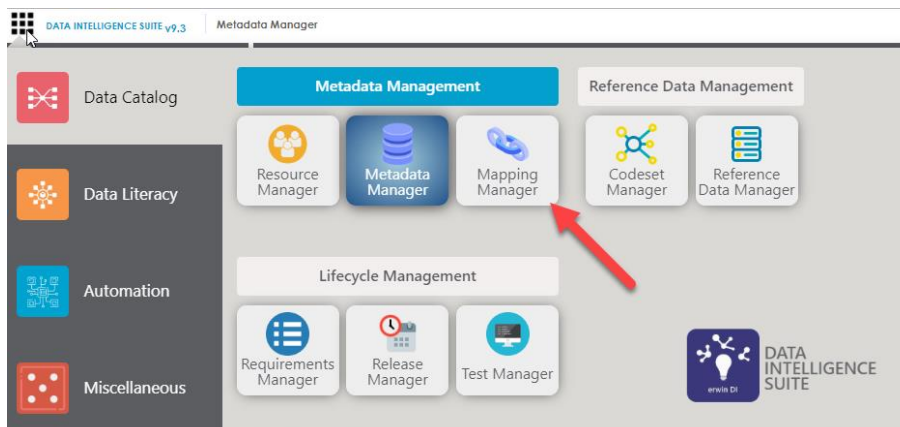 DATA INTELLIGENCE SUITE v9.3
Metadata Manager
Data Catalog
Data Literacy
Automation
Miscellaneous
Metadata Management
Resource
Manager
Metadata
Manager
Mapping
Manager
Reference Data Management
Codeset
Manager
Reference
Data Manager
Lifecycle Management
Requirements
Manager
Release
Manager
Test Manager
erwin DI
DATA
INTELLIGENCE
SUITE